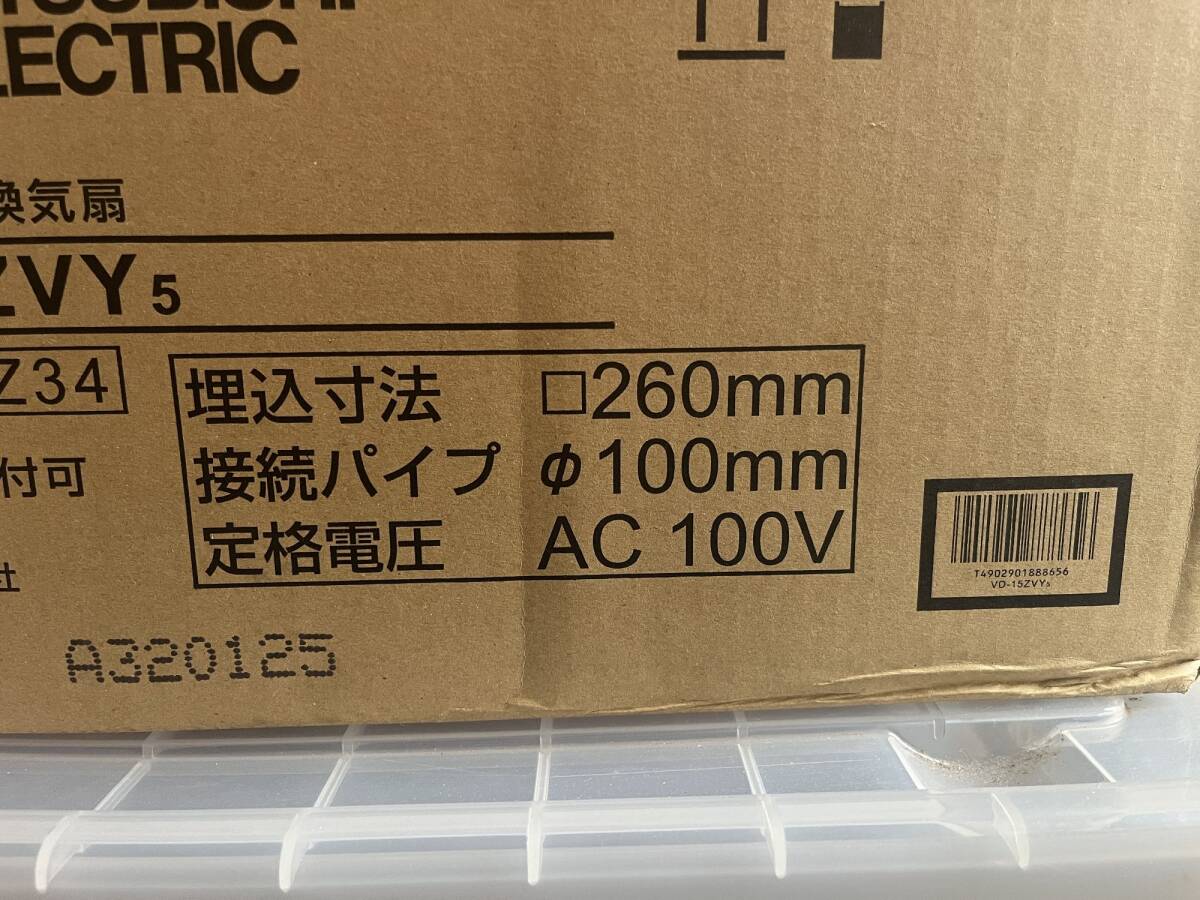 ELECTRIC
換気扇
ZVY5
Z34
埋込寸法 □260mm
接続パイプ φ100mm
付可
定格電圧 AC 100V
社
T4902901888656
VD-15ZVY5
A320125